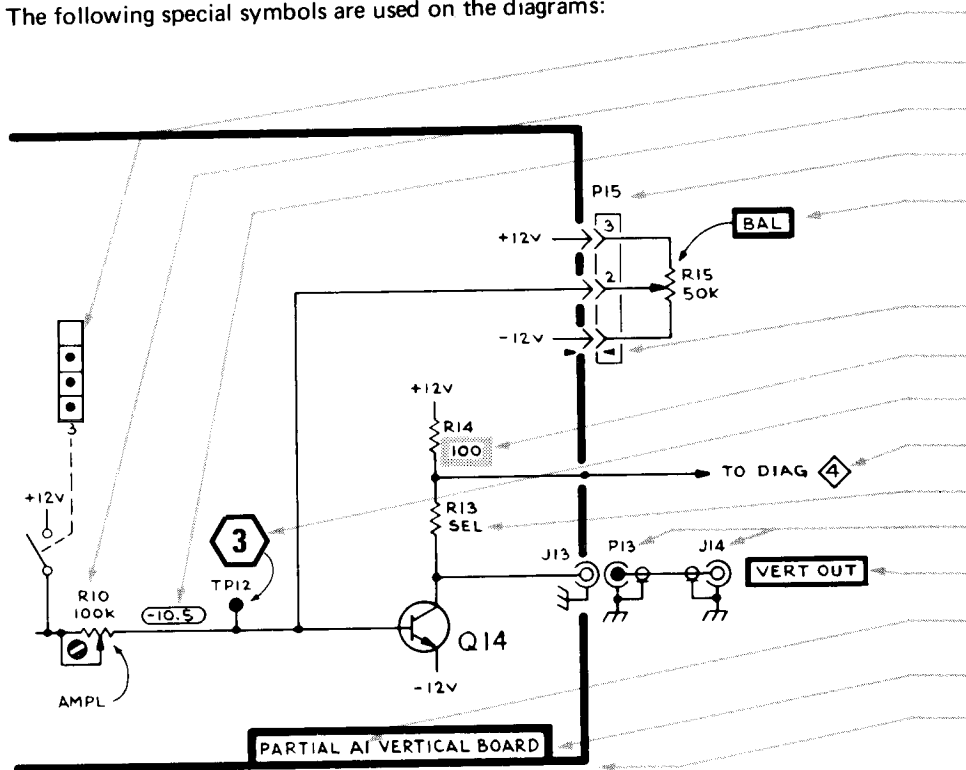 The following special symbols are used on the diagrams:
P15
BAL
+12V
3
2
R15
50K
-12V
3
+12V
R14
100
TO DIAG 4
R13
SEL
+12V
3
TP12
R10
100K
-10.5
J13
P13
J14
VERT OUT
Q14
-12V
AMPL
PARTIAL A1 VERTICAL BOARD